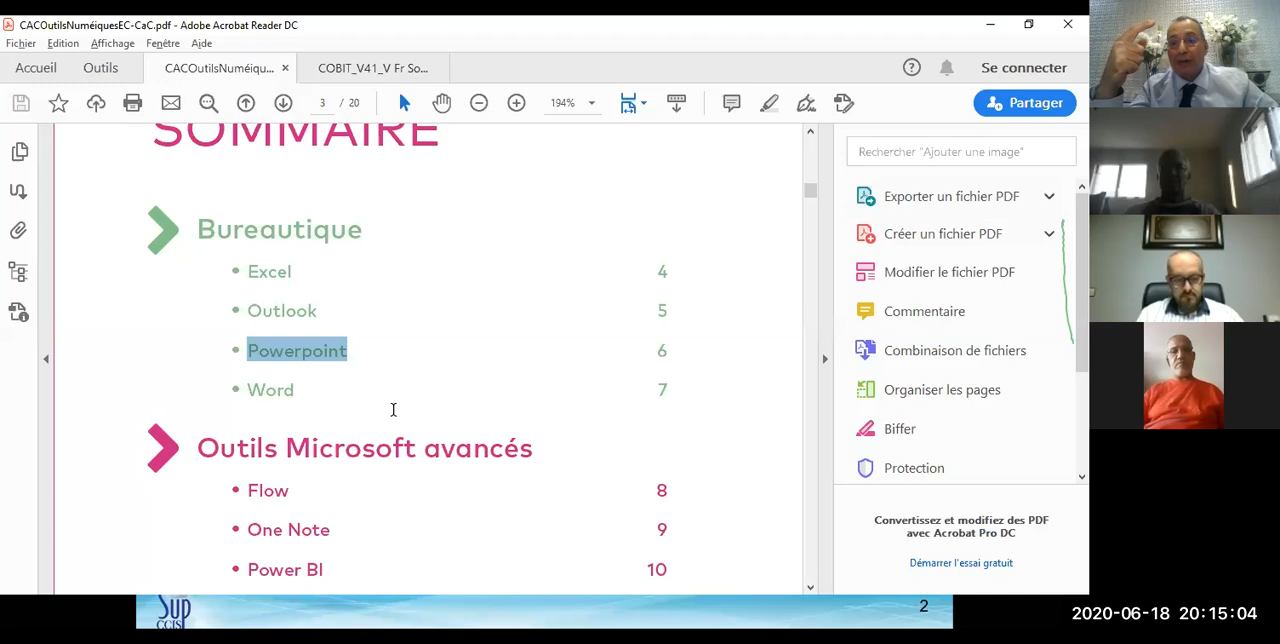 CACOutilsNuméiquesEC-CaC.pdf - Adobe Acrobat Reader DC
Fichier Edition Affichage Fenêtre Aide
Accueil Outils CACOutilsNuméiqu... × COBIT_V41_V Fr So... Se connecter
3 / 20 194% Partager
SOMMAIRE
Bureautique
• Excel 4
• Outlook 5
• Powerpoint 6
• Word 7
Outils Microsoft avancés
• Flow 8
• One Note 9
• Power BI 10
Rechercher "Ajouter une image"
Exporter un fichier PDF
Créer un fichier PDF
Modifier le fichier PDF
Commentaire
Combinaison de fichiers
Organiser les pages
Biffer
Protection
Convertissez et modifiez des PDF
avec Acrobat Pro DC
Démarrer l'essai gratuit
Sup
CCIS
2
2020-06-18 20:15:04